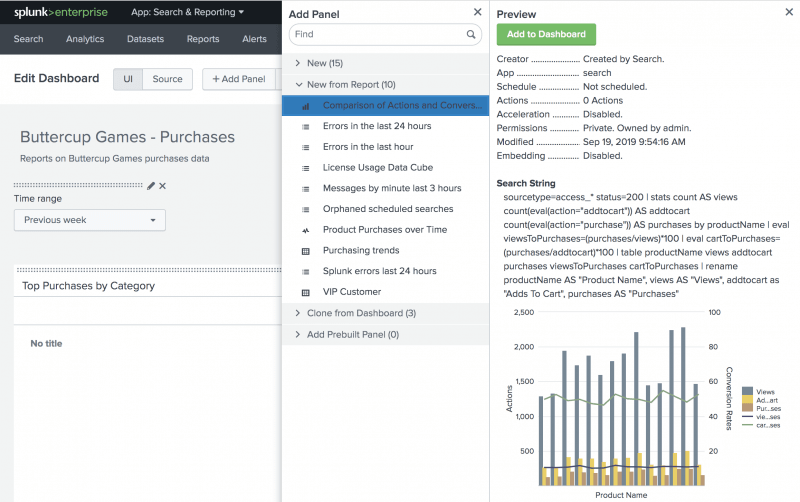 splunk>enterprise App: Search & Reporting
Search Analytics Datasets Reports Alerts
Edit Dashboard UI Source + Add Panel
Buttercup Games - Purchases
Reports on Buttercup Games purchases data
Time range
Previous week
Top Purchases by Category
No title
Add Panel
Find
New (15)
New from Report (10)
Comparison of Actions and Convers...
Errors in the last 24 hours
Errors in the last hour
License Usage Data Cube
Messages by minute last 3 hours
Orphaned scheduled searches
Product Purchases over Time
Purchasing trends
Splunk errors last 24 hours
VIP Customer
Clone from Dashboard (3)
Add Prebuilt Panel (0)
Preview
Add to Dashboard
Creator ...................... Created by Search.
App ........................... search
Schedule .................. Not scheduled.
Actions ..................... 0 Actions
Acceleration ............. Disabled.
Permissions .............. Private. Owned by admin.
Modified ................... Sep 19, 2019 9:54:16 AM
Embedding .............. Disabled.
Search String
sourcetype=access_* status=200 | stats count AS views
count(eval(action="addtocart")) AS addtocart
count(eval(action="purchase")) AS purchases by productName | eval
viewsToPurchases=(purchases/views)*100 | eval cartToPurchases=
(purchases/addtocart)*100 | table productName views addtocart
purchases viewsToPurchases cartToPurchases | rename
productName AS "Product Name", views AS "Views", addtocart as
"Adds To Cart", purchases AS "Purchases"
2,500 100
2,000 80
1,500 60
1,000 40
500 20
Actions
Conversion Rates
Product Name
Views
Ad...art
Pur...ses
vie...ses
car...ses